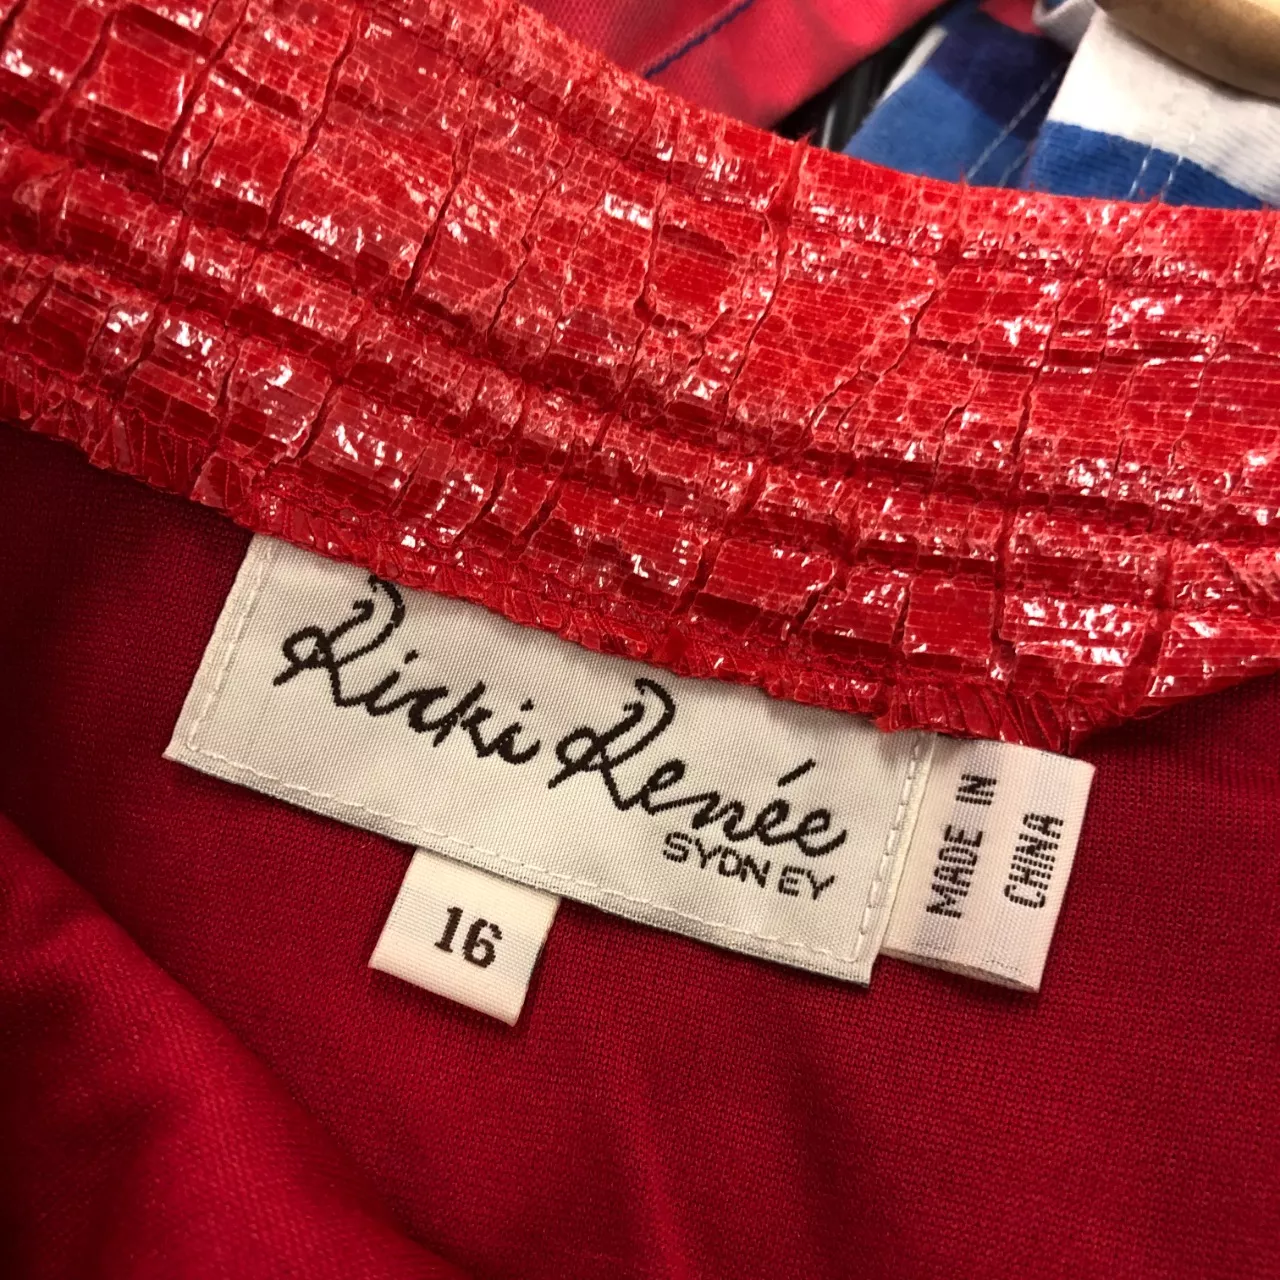 Ricki Renée
SYDNEY
16
MADE IN
CHINA